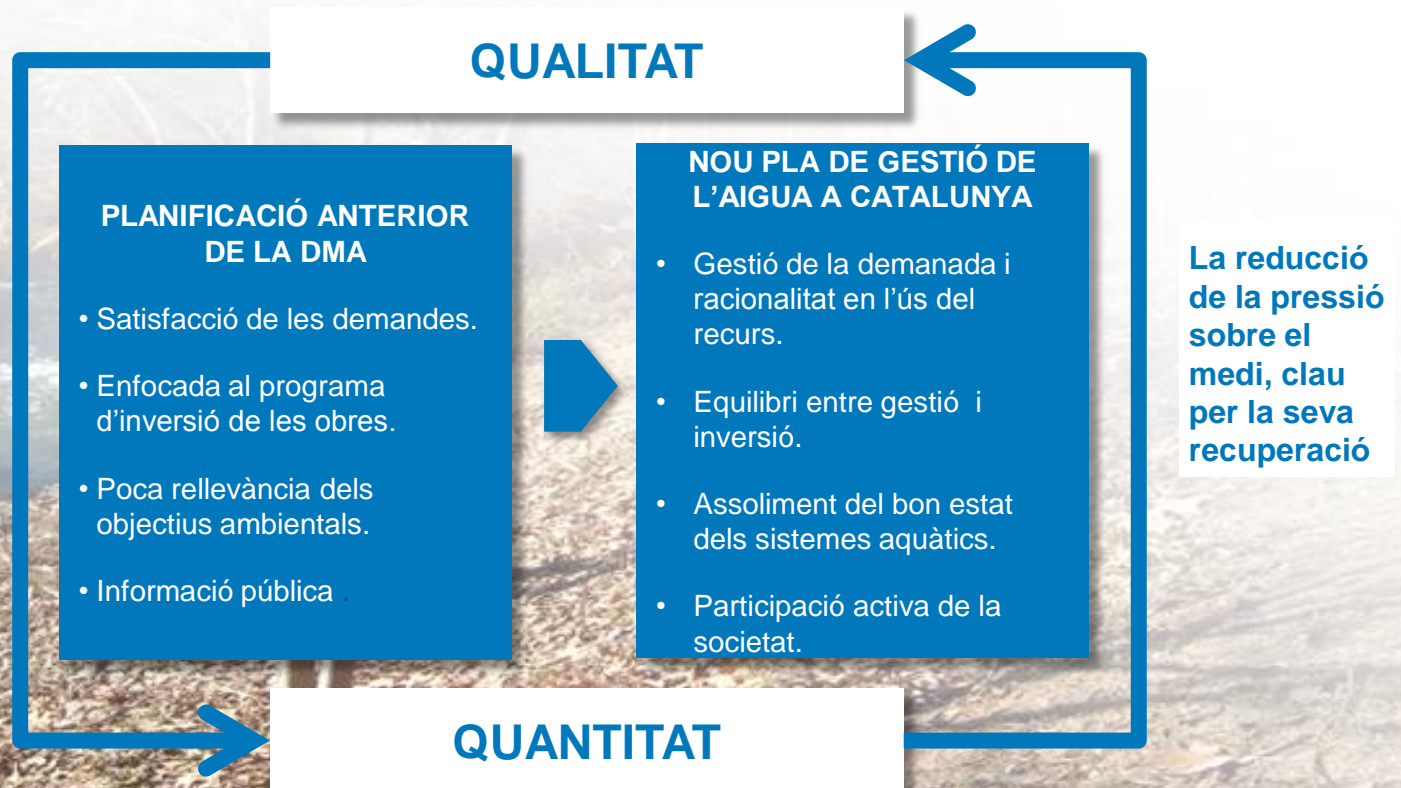 QUALITAT
PLANIFICACIÓ ANTERIOR
DE LA DMA
• Satisfacció de les demandes.
• Enfocada al programa
d’inversió de les obres.
• Poca rellevància dels
objectius ambientals.
• Informació pública .
NOU PLA DE GESTIÓ DE
L’AIGUA A CATALUNYA
• Gestió de la demanada i
racionalitat en l’ús del
recurs.
• Equilibri entre gestió i
inversió.
• Assoliment del bon estat
dels sistemes aquàtics.
• Participació activa de la
societat.
La reducció
de la pressió
sobre el
medi, clau
per la seva
recuperació
QUANTITAT